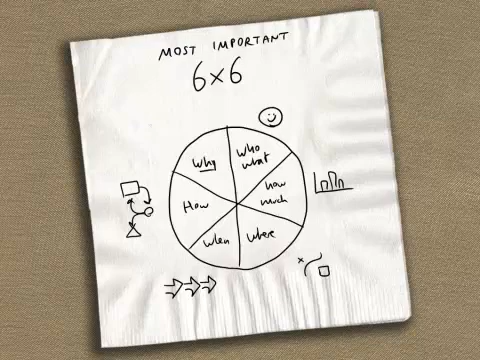 MOST IMPORTANT
6×6
why
who
what
how
much
where
when
How